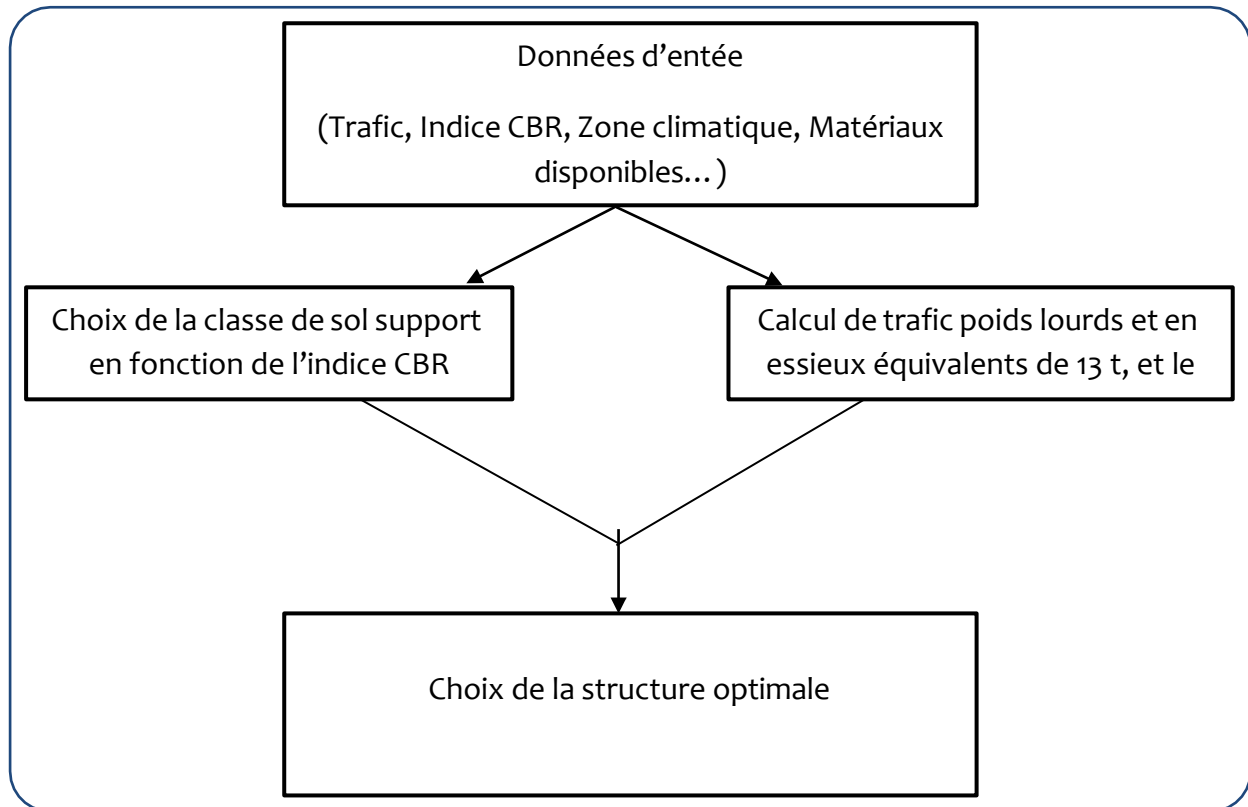 Données d'entée
(Trafic, Indice CBR, Zone climatique, Matériaux
disponibles…)
Choix de la classe de sol support
en fonction de l'indice CBR
Calcul de trafic poids lourds et en
essieux équivalents de 13 t, et le
Choix de la structure optimale